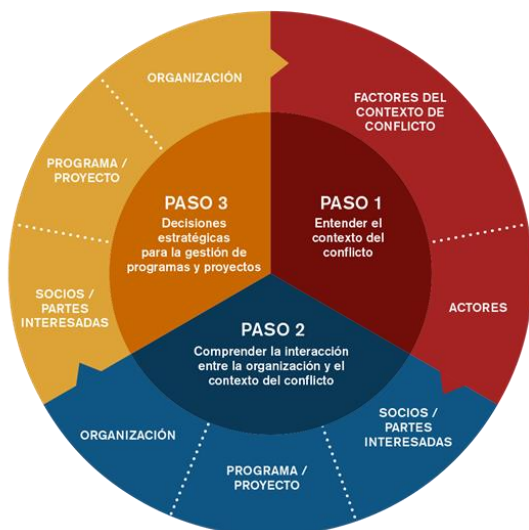 PASO 1
Entender el
contexto del
conflicto
FACTORES DEL
CONTEXTO DE
CONFLICTO
ACTORES
PASO 2
Comprender la interacción
entre la organización y el
contexto del conflicto
SOCIOS /
PARTES
INTERESADAS
PROGRAMA /
PROYECTO
ORGANIZACIÓN
PASO 3
Decisiones
estratégicas
para la gestión de
programas y proyectos
SOCIOS /
PARTES
INTERESADAS
PROGRAMA /
PROYECTO
ORGANIZACIÓN